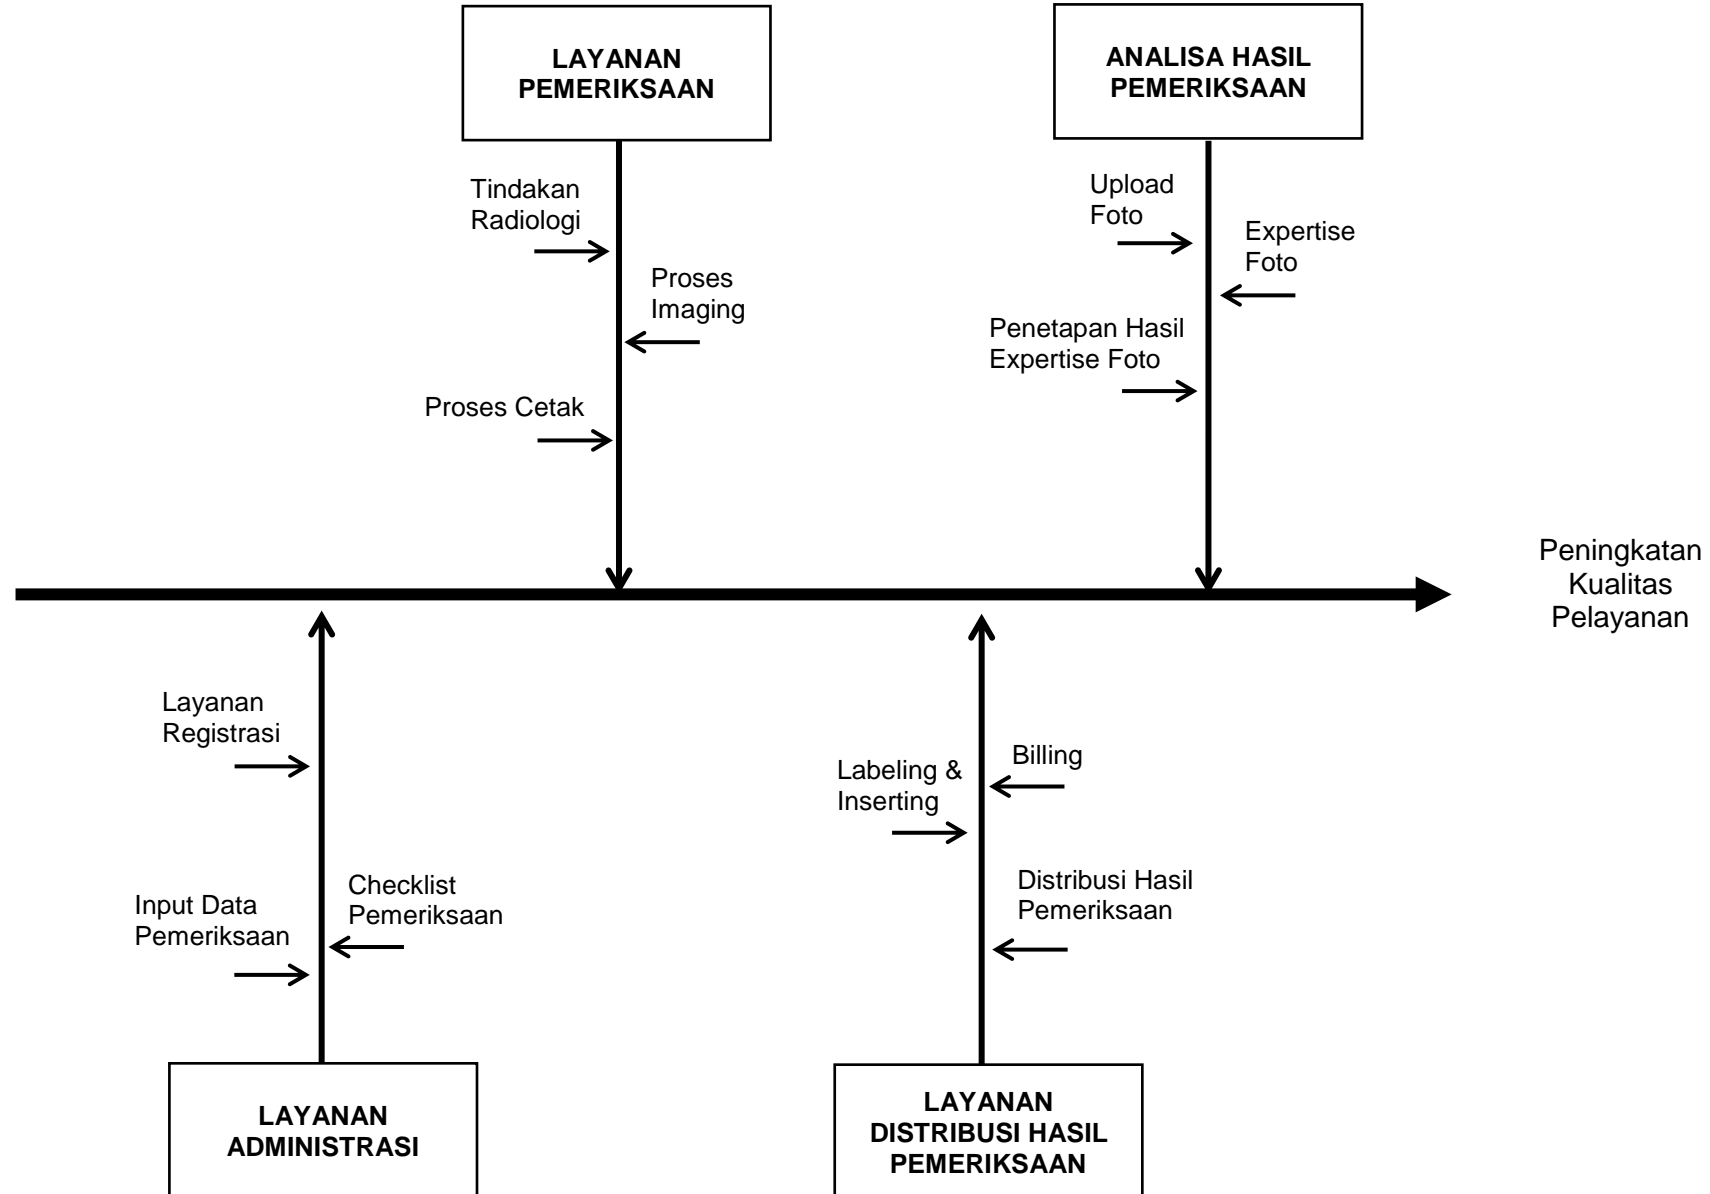 LAYANAN
PEMERIKSAAN
ANALISA HASIL
PEMERIKSAAN
Tindakan
Radiologi
Proses
Imaging
Proses Cetak
Upload
Foto
Expertise
Foto
Penetapan Hasil
Expertise Foto
Peningkatan
Kualitas
Pelayanan
Layanan
Registrasi
Input Data
Pemeriksaan
Checklist
Pemeriksaan
Labeling &
Inserting
Billing
Distribusi Hasil
Pemeriksaan
LAYANAN
ADMINISTRASI
LAYANAN
DISTRIBUSI HASIL
PEMERIKSAAN